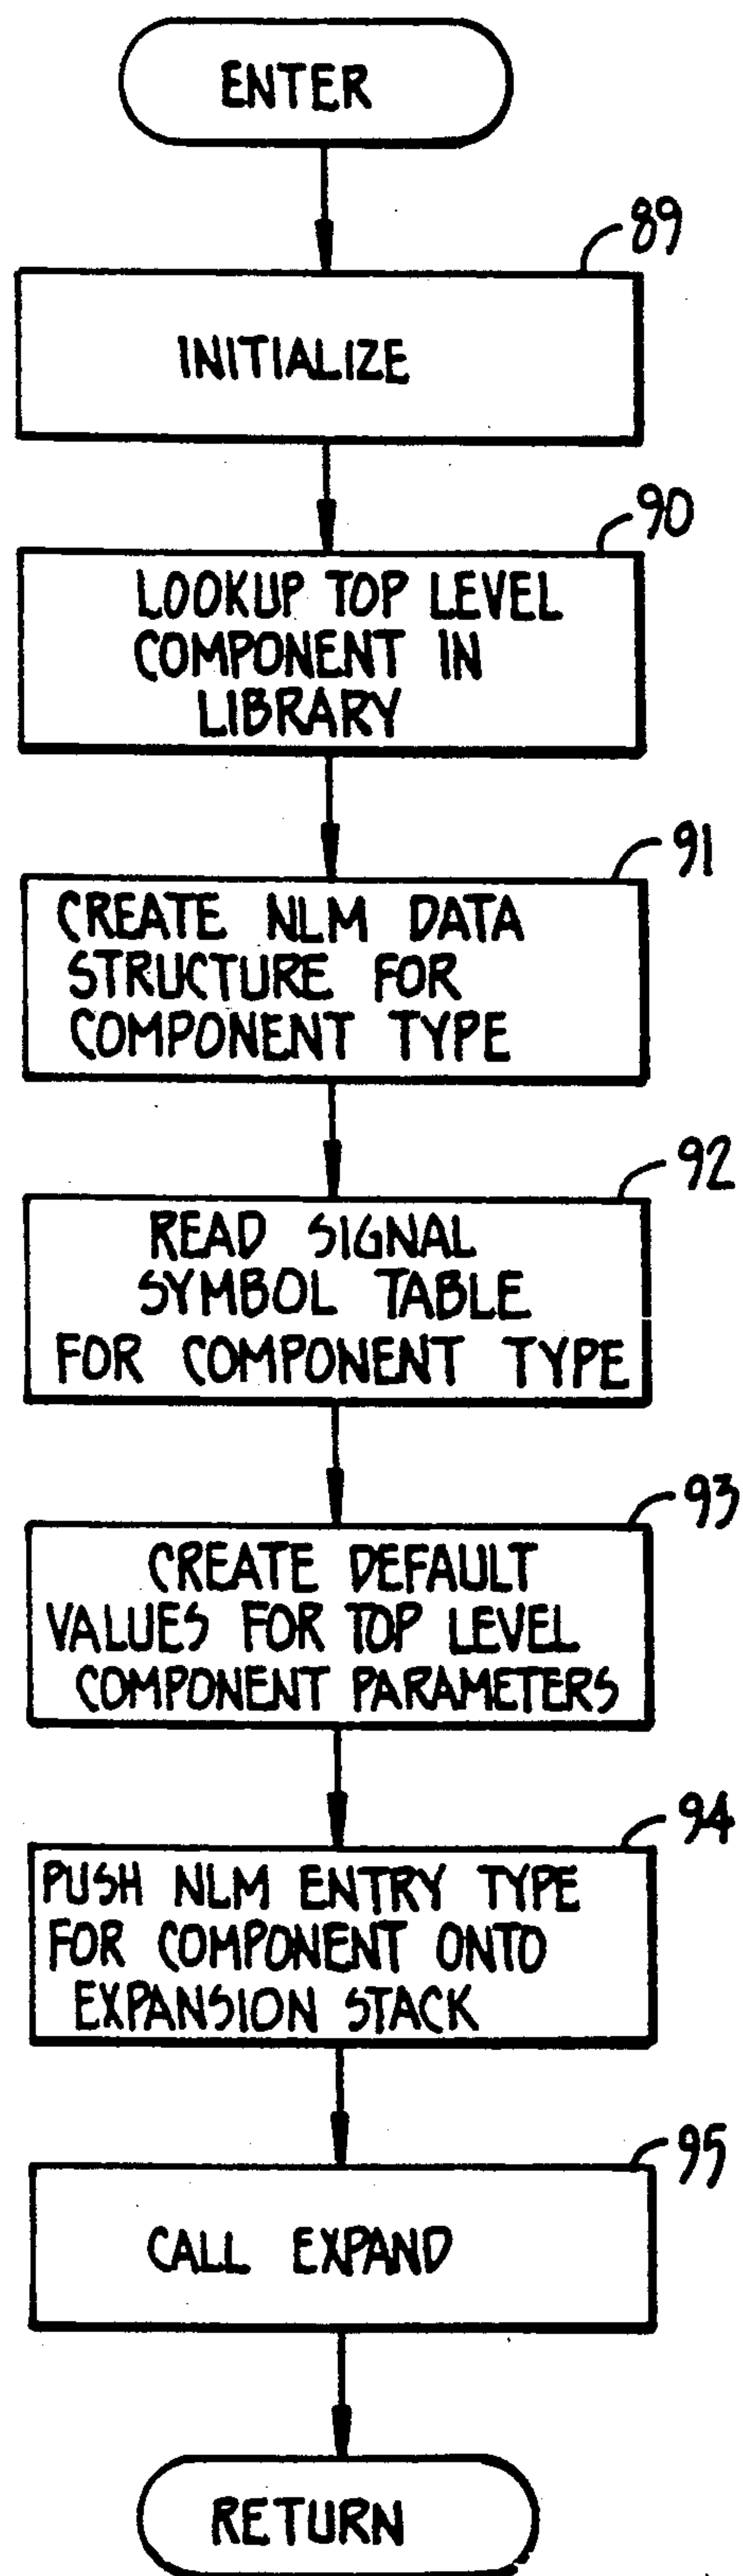 ENTER
89
INITIALIZE
90
LOOKUP TOP LEVEL
COMPONENT IN
LIBRARY
91
CREATE NLM DATA
STRUCTURE FOR
COMPONENT TYPE
92
READ SIGNAL
SYMBOL TABLE
FOR COMPONENT TYPE
93
CREATE DEFAULT
VALUES FOR TOP LEVEL
COMPONENT PARAMETERS
94
PUSH NLM ENTRY TYPE
FOR COMPONENT ONTO
EXPANSION STACK
95
CALL EXPAND
RETURN